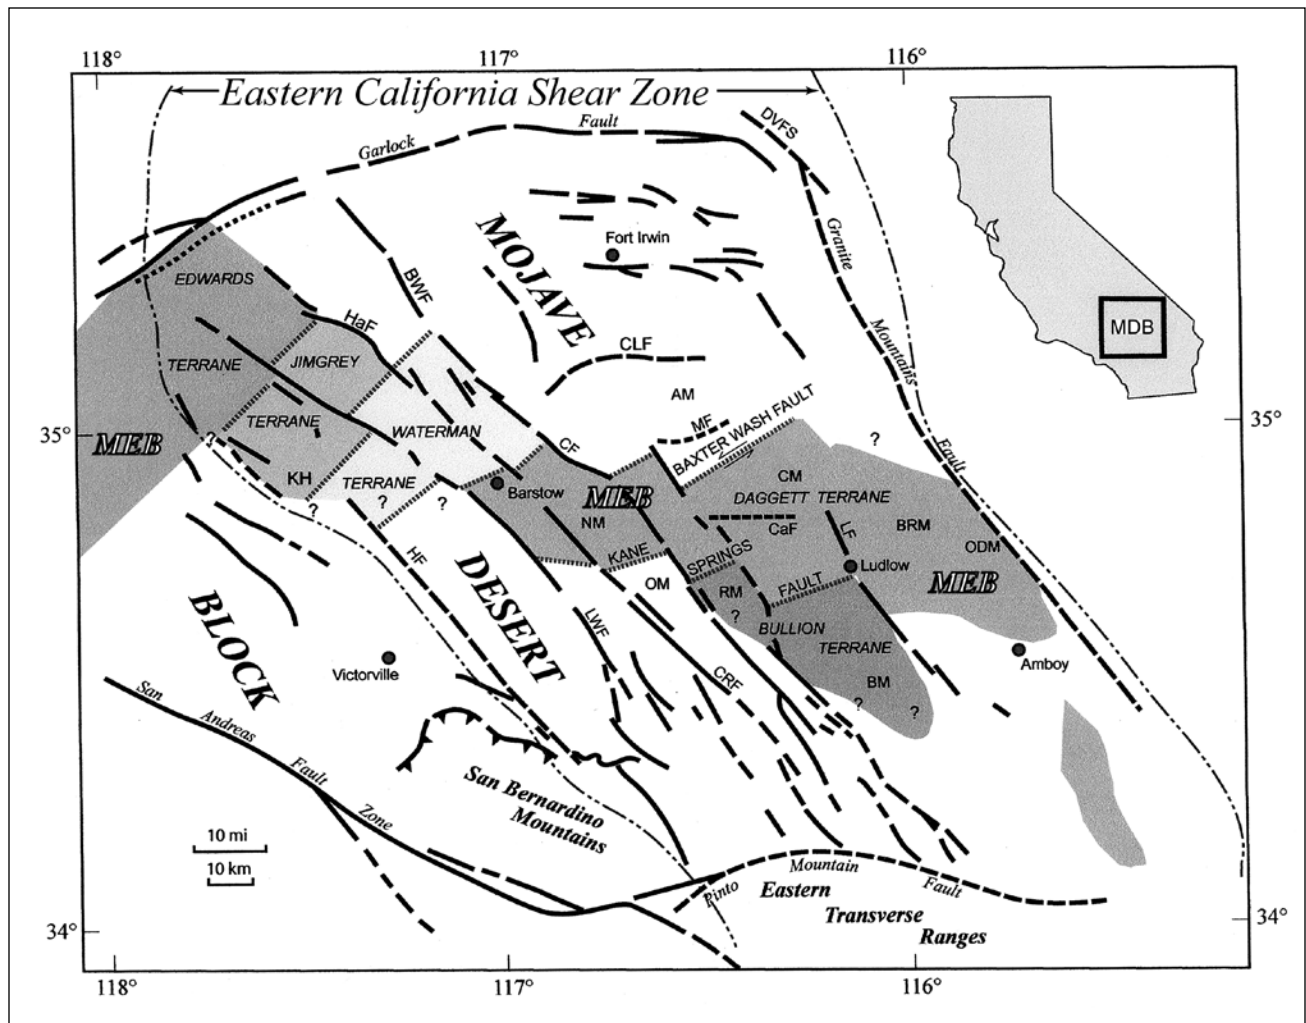 118°
117°
116°
Eastern California Shear Zone
DVFS
Garlock
Fault
Granite
Mountains
Fault
MOJAVE
Fort Irwin
EDWARDS
BWF
HaF
CLF
MDB
TERRANE
JIMGREY
AM
MF
BAXTER WASH FAULT
35°
35°
MEB
?
TERRANE
WATERMAN
CF
?
KH
TERRANE
?
?
?
Barstow
MEB
NM
CM
DAGGETT TERRANE
CaF
LF
BRM
ODM
KANE
SPRINGS
FAULT
Ludlow
MEB
HF
DESERT
OM
RM
?
BULLION
TERRANE
BM
?
?
Amboy
BLOCK
LWF
CRF
Victorville
San
Andreas
Fault
Zone
San Bernardino
Mountains
10 mi
10 km
Pinto
Mountain
Fault
Eastern
Transverse
Ranges
34°
34°
118°
117°
116°